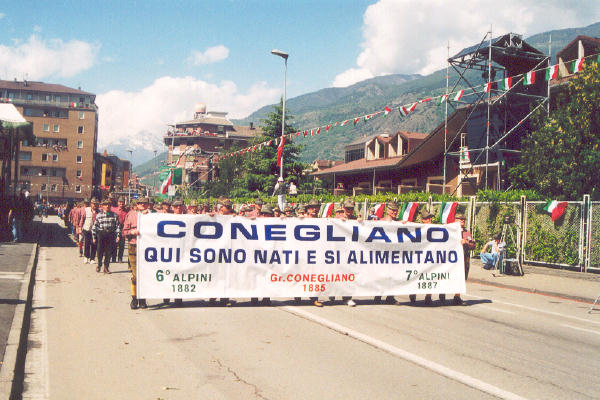 CONEGLIANO
QUI SONO NATI E SI ALIMENTANO
6° ALPINI Gr. CONEGLIANO 7° ALPINI
1882 1885 1887